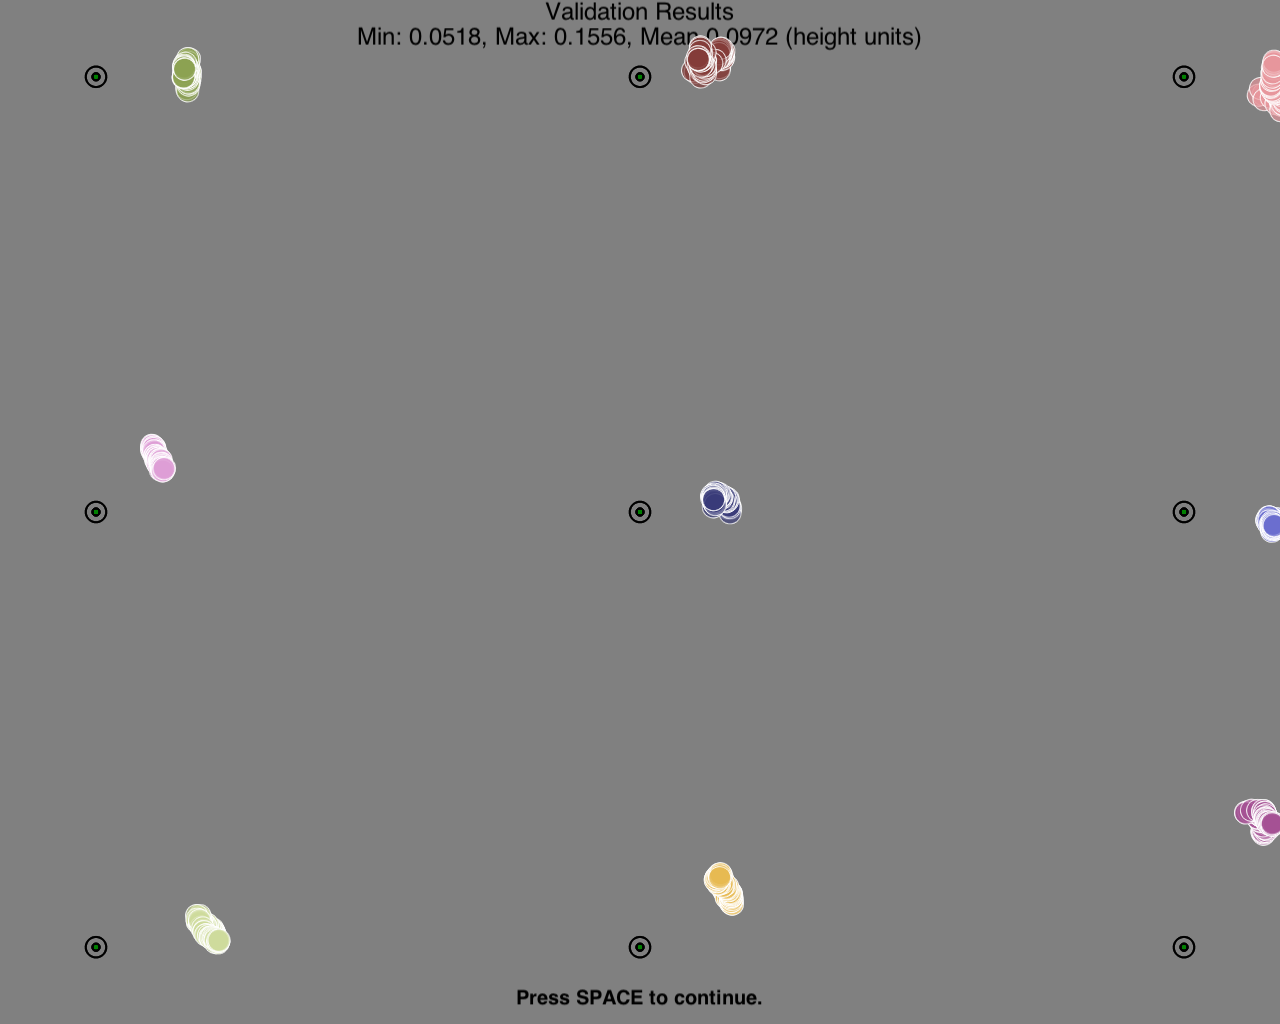 Validation Results
Min: 0.0518, Max: 0.1556, Mean 0.0972 (height units)
Press SPACE to continue.